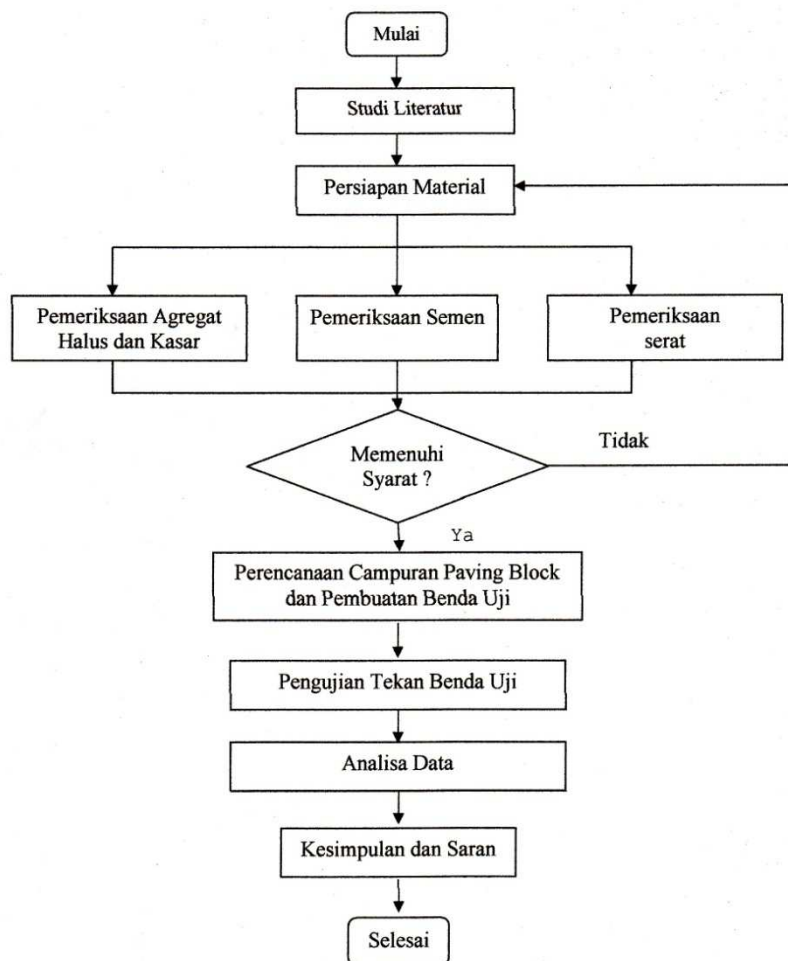 Mulai
Studi Literatur
Persiapan Material
Pemeriksaan Agregat
Halus dan Kasar
Pemeriksaan Semen
Pemeriksaan
serat
Memenuhi
Syarat ?
Tidak
Ya
Perencanaan Campuran Paving Block
dan Pembuatan Benda Uji
Pengujian Tekan Benda Uji
Analisa Data
Kesimpulan dan Saran
Selesai